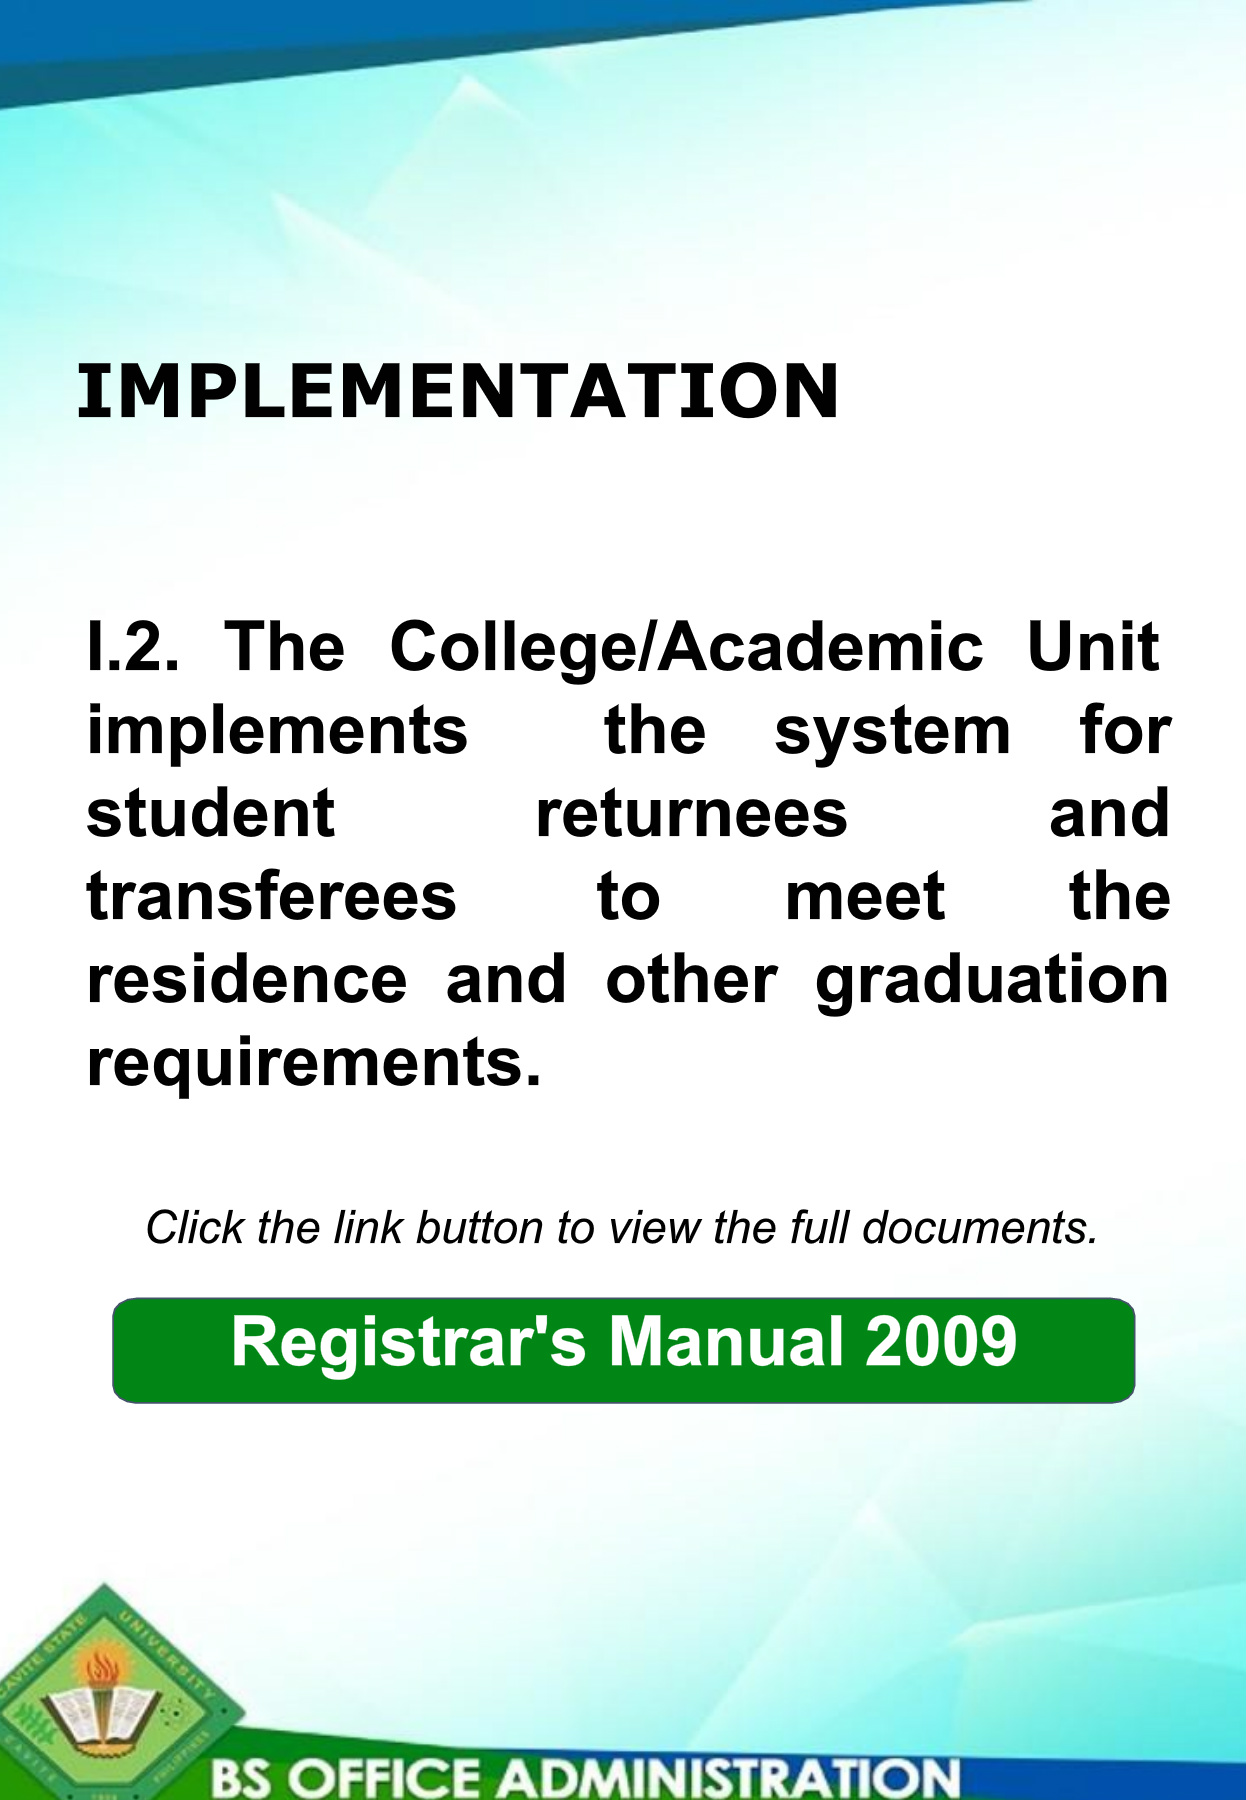 IMPLEMENTATION
I.2. The College/Academic Unit
implements the system for
student returnees and
transferees to meet the
residence and other graduation
requirements.
Click the link button to view the full documents.
Registrar's Manual 2009
CAVITE STATE UNIVERSITY
CAVITE PHILIPPINES
BS OFFICE ADMINISTRATION